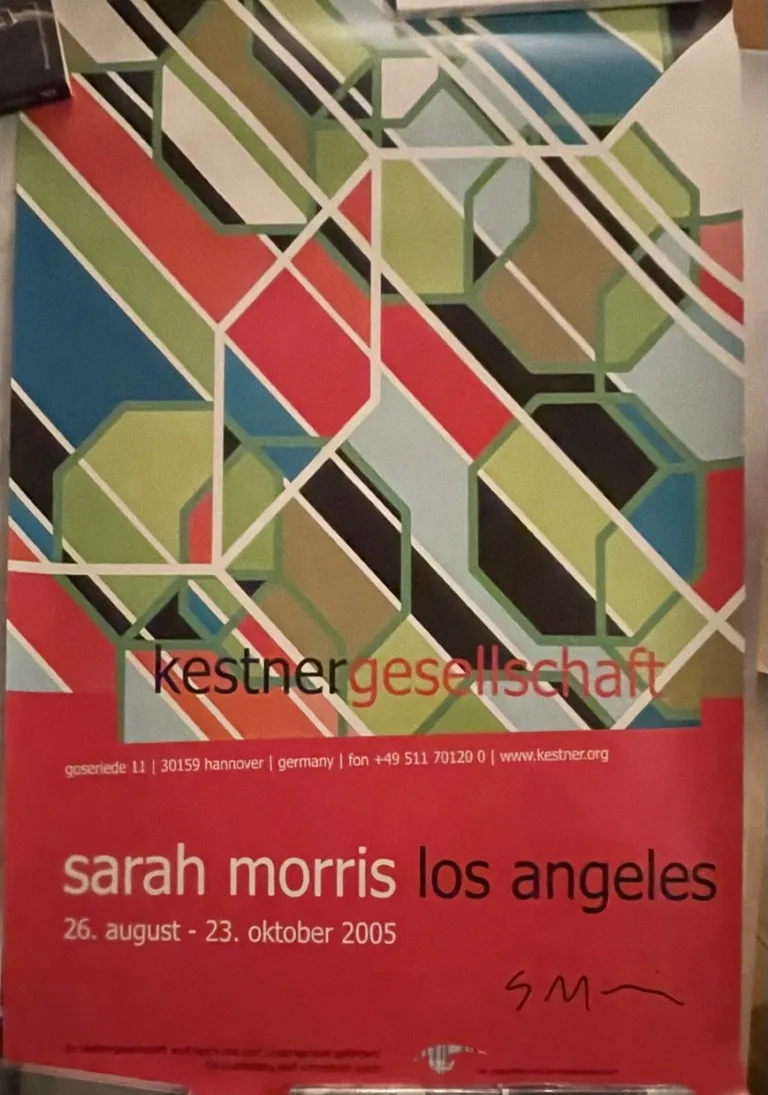 kestnergesellschaft
goseriede 11 | 30159 hannover | germany | fon +49 511 70120 0 | www.kestner.org
sarah morris los angeles
26. august - 23. oktober 2005